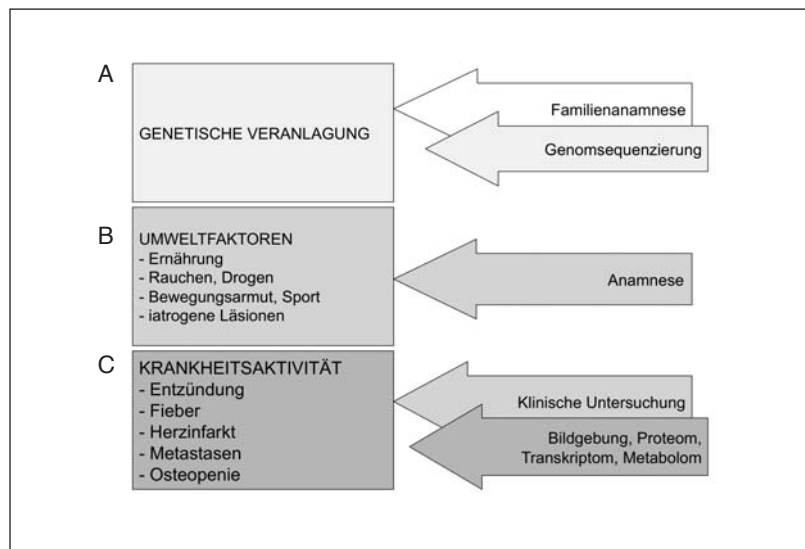 A
GENETISCHE VERANLAGUNG
Familienanamnese
Genomsequenzierung
B
UMWELTFAKTOREN
- Ernährung
- Rauchen, Drogen
- Bewegungsarmut, Sport
- iatrogene Läsionen
Anamnese
C
KRANKHEITSAKTIVITÄT
- Entzündung
- Fieber
- Herzinfarkt
- Metastasen
- Osteopenie
Klinische Untersuchung
Bildgebung, Proteom,
Transkriptom, Metabolom